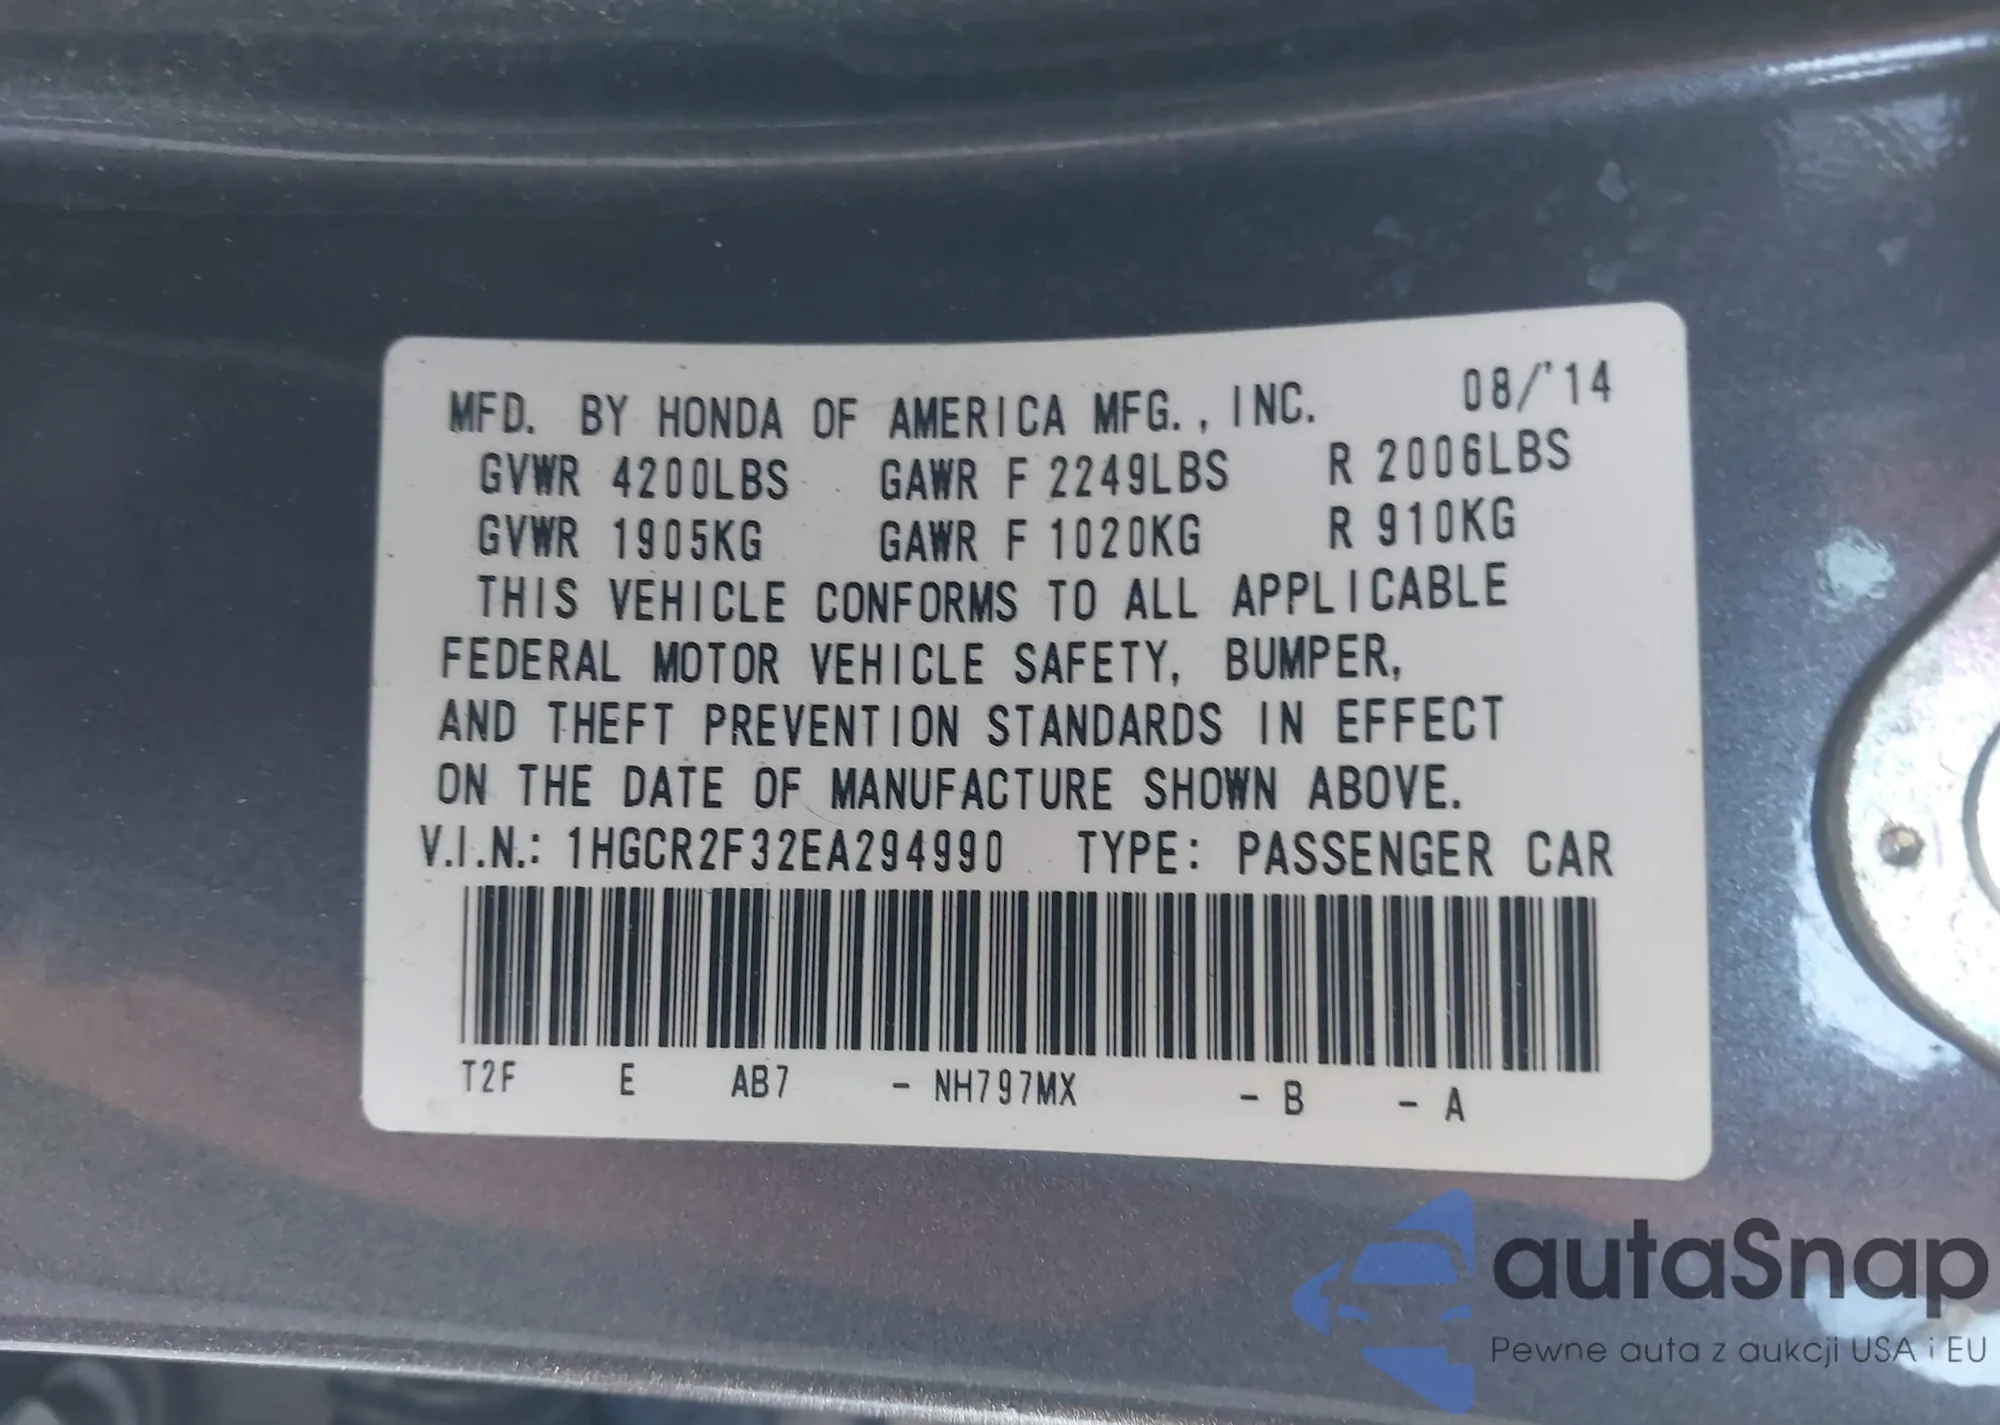 MFD. BY HONDA OF AMERICA MFG., INC. 08/'14
GVWR 4200LBS GAWR F 2249LBS R 2006LBS
GVWR 1905KG GAWR F 1020KG R 910KG
THIS VEHICLE CONFORMS TO ALL APPLICABLE
FEDERAL MOTOR VEHICLE SAFETY, BUMPER,
AND THEFT PREVENTION STANDARDS IN EFFECT
ON THE DATE OF MANUFACTURE SHOWN ABOVE.
V.I.N.: 1HGCR2F32EA294990 TYPE: PASSENGER CAR
T2F E AB7 - NH797MX - B - A
autaSnap
Pewne auta z aukcji USA i EU